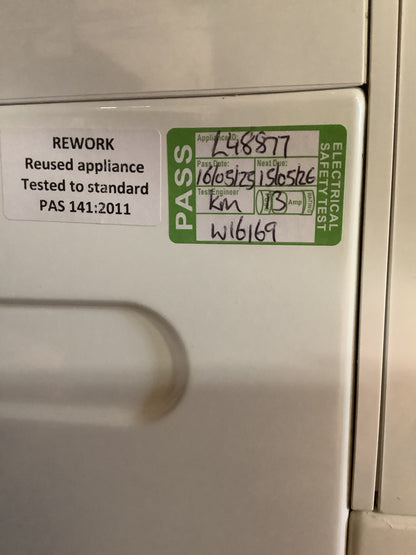 REWORK
Reused appliance
Tested to standard
PAS 141:2011
PASS
Appliance ID:
L48877
Pass Date: Next Due:
16/05/25 15/05/26
Test Engineer
KM 13 Amp
W16169
ELECTRICAL
SAFETY TEST